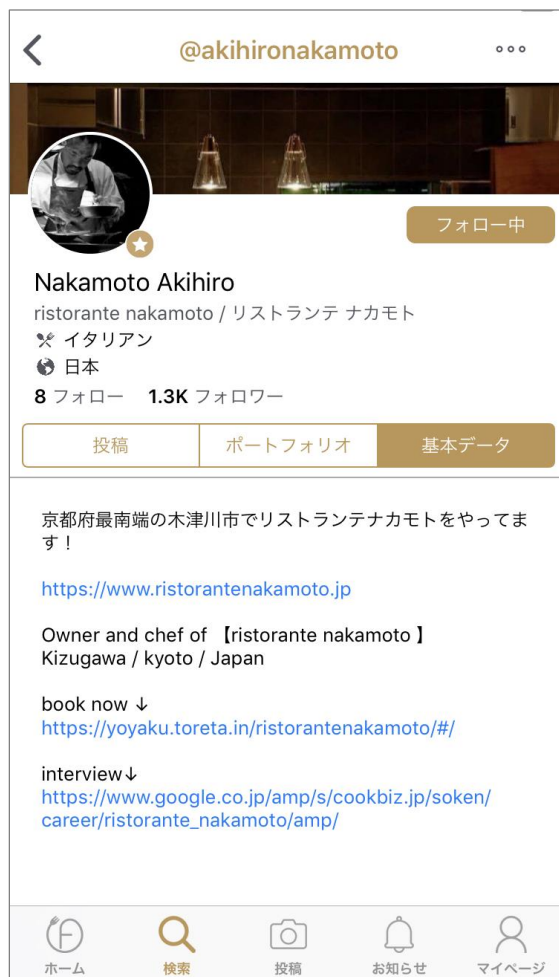 @akihironakamoto
フォロー中
Nakamoto Akihiro
ristorante nakamoto / リストランテ ナカモト
イタリアン
日本
8 フォロー 1.3K フォロワー
投稿 ポートフォリオ 基本データ
京都府最南端の木津川市でリストランテナカモトをやってま
す！
https://www.ristorantenakamoto.jp
Owner and chef of 【ristorante nakamoto 】
Kizugawa / kyoto / Japan
book now ↓
https://yoyaku.toreta.in/ristorantenakamoto/#/
interview↓
https://www.google.co.jp/amp/s/cookbiz.jp/soken/
career/ristorante_nakamoto/amp/
ホーム 検索 投稿 お知らせ マイページ